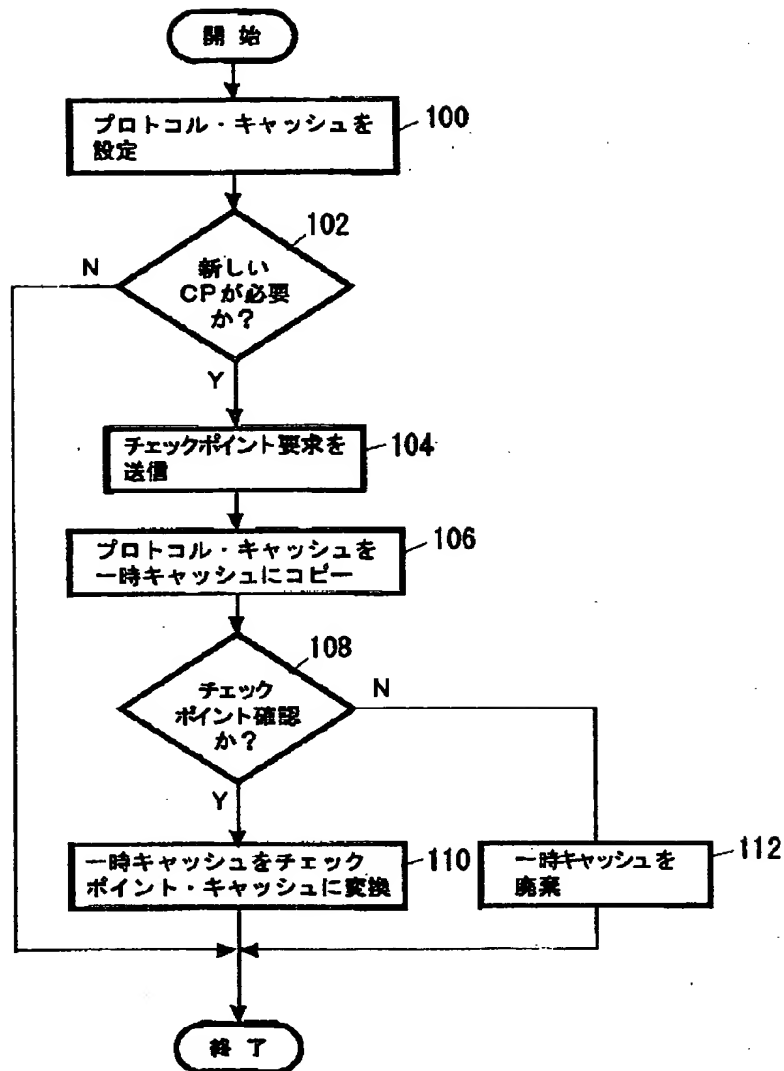 開始
プロトコル・キャッシュを
設定
100
102
新しい
CPが必要
か？
N
Y
チェックポイント要求を
送信
104
プロトコル・キャッシュを
一時キャッシュにコピー
106
108
チェック
ポイント確認
か？
N
Y
一時キャッシュをチェック
ポイント・キャッシュに変換
110
一時キャッシュを
廃棄
112
終了